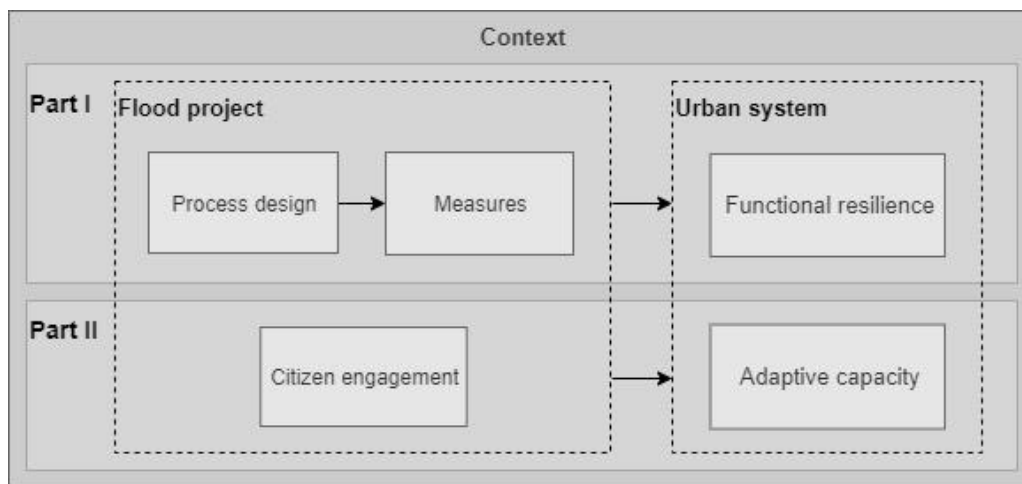 Context
Part I
Flood project
Urban system
Process design
Measures
Functional resilience
Part II
Citizen engagement
Adaptive capacity